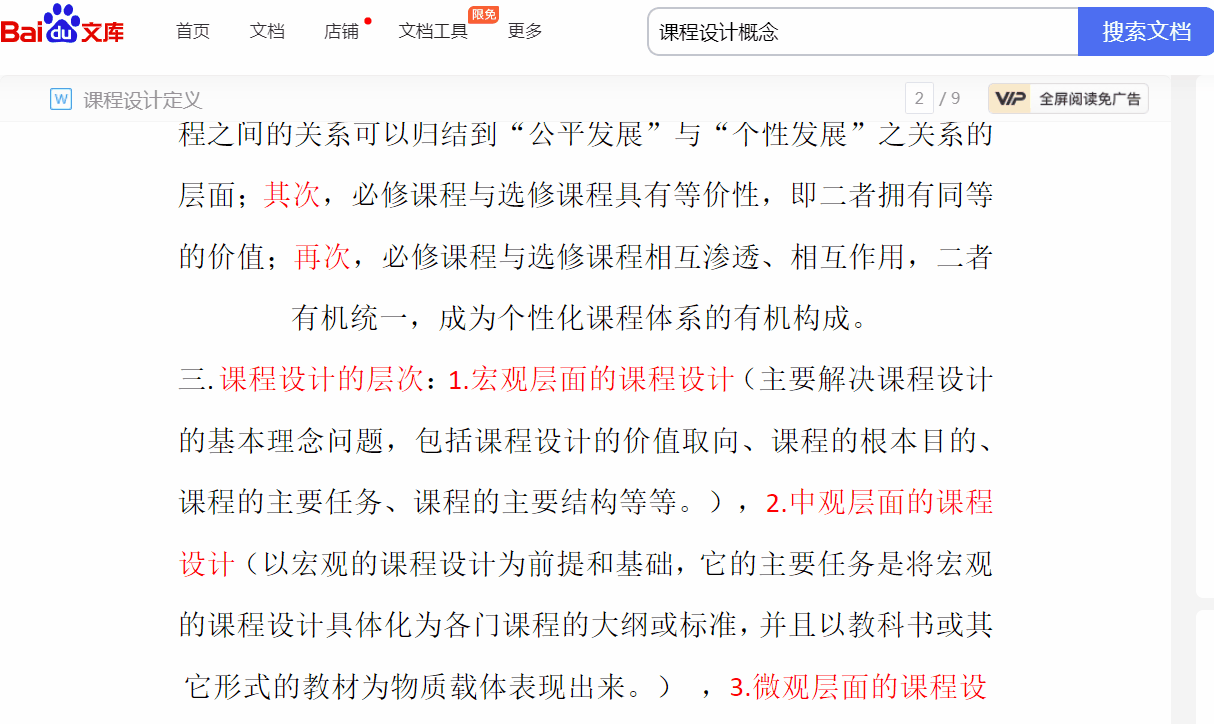 Bai du 文库 首页 文档 店铺 文档工具 限免 更多 课程设计概念 搜索文档
W 课程设计定义 2 / 9 VIP 全屏阅读免广告
程之间的关系可以归结到“公平发展”与“个性发展”之关系的
层面；其次，必修课程与选修课程具有等价性，即二者拥有同等
的价值；再次，必修课程与选修课程相互渗透、相互作用，二者
有机统一，成为个性化课程体系的有机构成。
三.课程设计的层次：1.宏观层面的课程设计（主要解决课程设计
的基本理念问题，包括课程设计的价值取向、课程的根本目的、
课程的主要任务、课程的主要结构等等。），2.中观层面的课程
设计（以宏观的课程设计为前提和基础，它的主要任务是将宏观
的课程设计具体化为各门课程的大纲或标准，并且以教科书或其
它形式的教材为物质载体表现出来。），3.微观层面的课程设